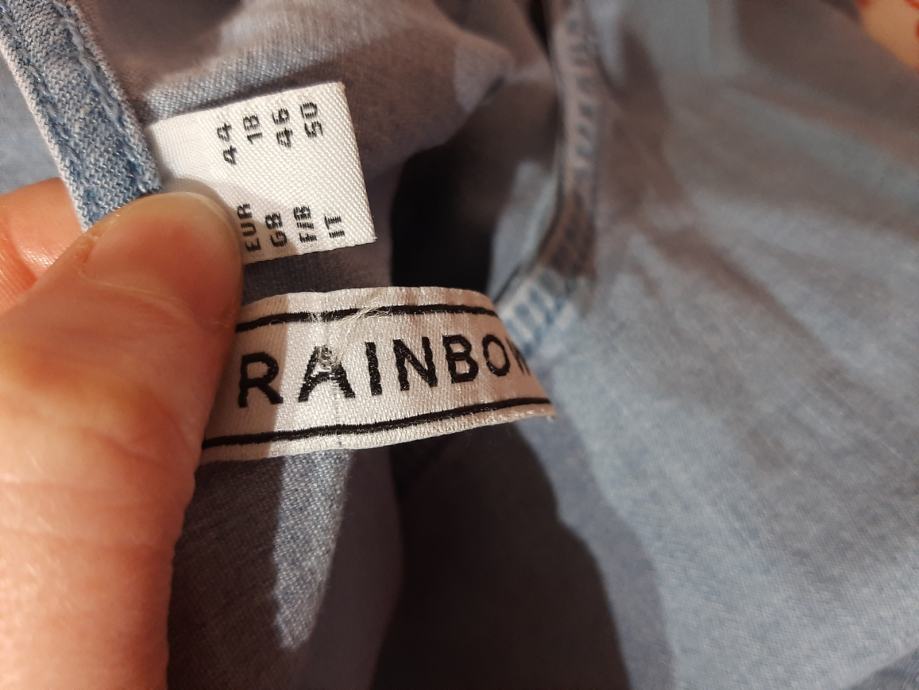 EUR 44
GB 18
F/B 46
IT 50
RAINBOW